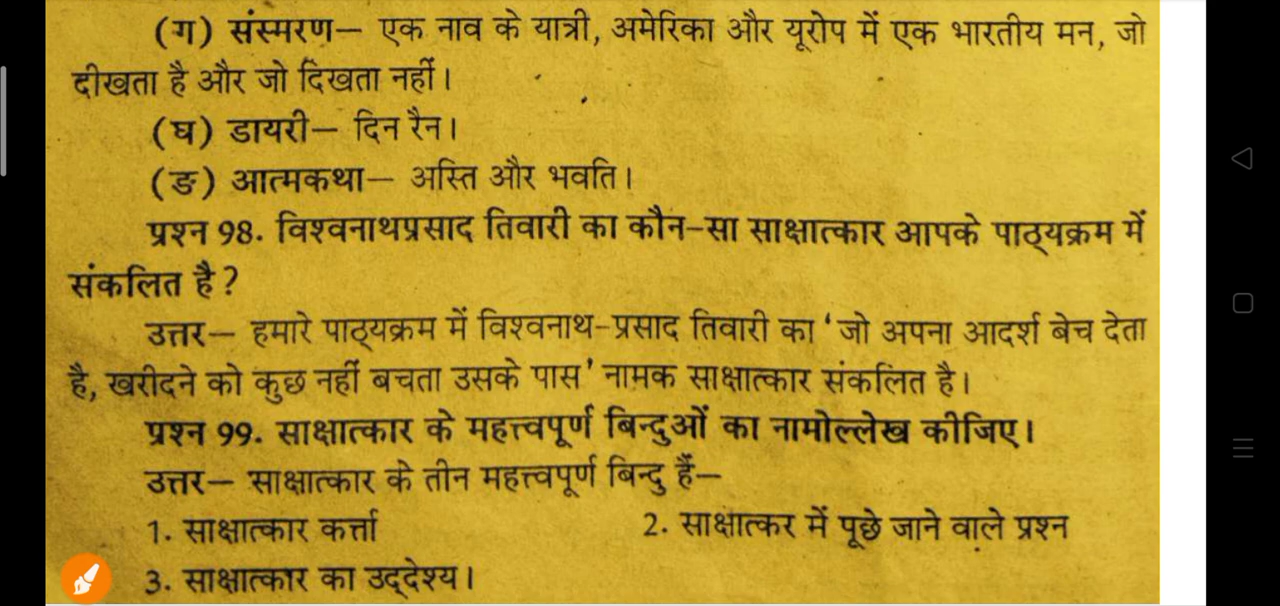 (ग) संस्मरण— एक नाव के यात्री, अमेरिका और यूरोप में एक भारतीय मन, जो
दीखता है और जो दिखता नहीं।
(घ) डायरी— दिन रैन।
(ङ) आत्मकथा— अस्ति और भवति।
प्रश्न 98. विश्वनाथप्रसाद तिवारी का कौन-सा साक्षात्कार आपके पाठ्यक्रम में
संकलित है?
उत्तर— हमारे पाठ्यक्रम में विश्वनाथ-प्रसाद तिवारी का ‘जो अपना आदर्श बेच देता
है, खरीदने को कुछ नहीं बचता उसके पास’ नामक साक्षात्कार संकलित है।
प्रश्न 99. साक्षात्कार के महत्त्वपूर्ण बिन्दुओं का नामोल्लेख कीजिए।
उत्तर— साक्षात्कार के तीन महत्त्वपूर्ण बिन्दु हैं—
1. साक्षात्कार कर्त्ता 2. साक्षात्कर में पूछे जाने वाले प्रश्न
3. साक्षात्कार का उद्देश्य।